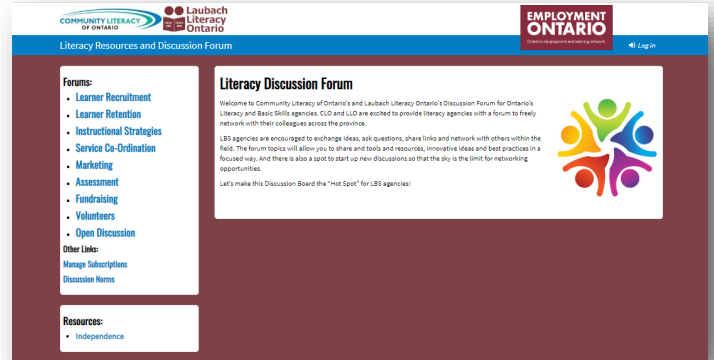 COMMUNITY LITERACY
OF ONTARIO
Laubach
Literacy
Ontario
EMPLOYMENT
ONTARIO
Ontario's employment and training network
Literacy Resources and Discussion Forum
Log in
Forums:
Learner Recruitment
Learner Retention
Instructional Strategies
Service Co-Ordination
Marketing
Assessment
Fundraising
Volunteers
Open Discussion
Other Links:
Manage Subscriptions
Discussion Norms
Resources:
Independence
Literacy Discussion Forum
Welcome to Community Literacy of Ontario's and Laubach Literacy Ontario's Discussion Forum for Ontario's
Literacy and Basic Skills agencies. CLO and LLO are excited to provide literacy agencies with a forum to freely
network with their colleagues across the province.
LBS agencies are encouraged to exchange ideas, ask questions, share links and network with others within the
field. The forum topics will allow you to share and tools and resources, innovative ideas and best practices in a
focused way. And there is also a spot to start up new discussions so that the sky is the limit for networking
opportunities.
Let's make this Discussion Board the "Hot Spot" for LBS agencies!